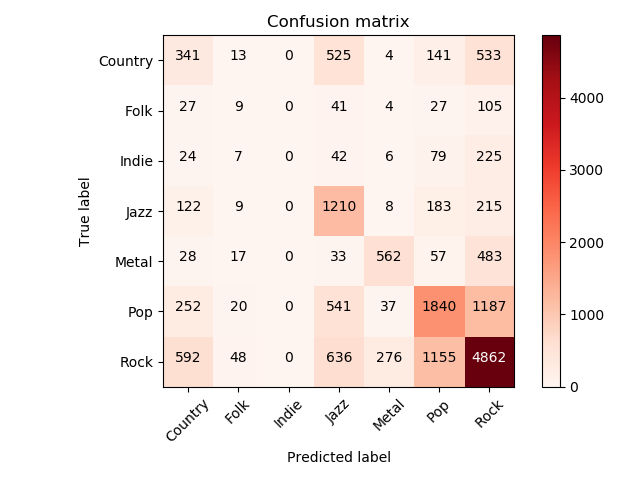 Confusion matrix
Country 341 13 0 525 4 141 533
Folk 27 9 0 41 4 27 105
Indie 24 7 0 42 6 79 225
Jazz 122 9 0 1210 8 183 215
Metal 28 17 0 33 562 57 483
Pop 252 20 0 541 37 1840 1187
Rock 592 48 0 636 276 1155 4862
Country Folk Indie Jazz Metal Pop Rock
True label
Predicted label
4000
3000
2000
1000
0